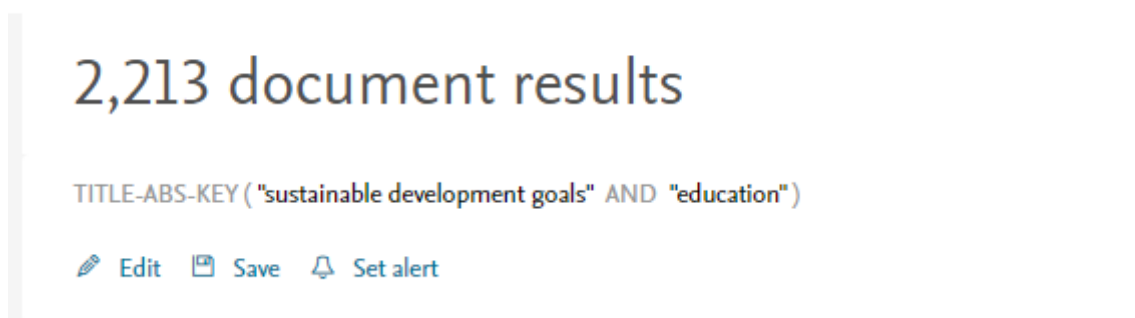 2,213 document results
TITLE-ABS-KEY ( "sustainable development goals" AND "education" )
Edit Save Set alert